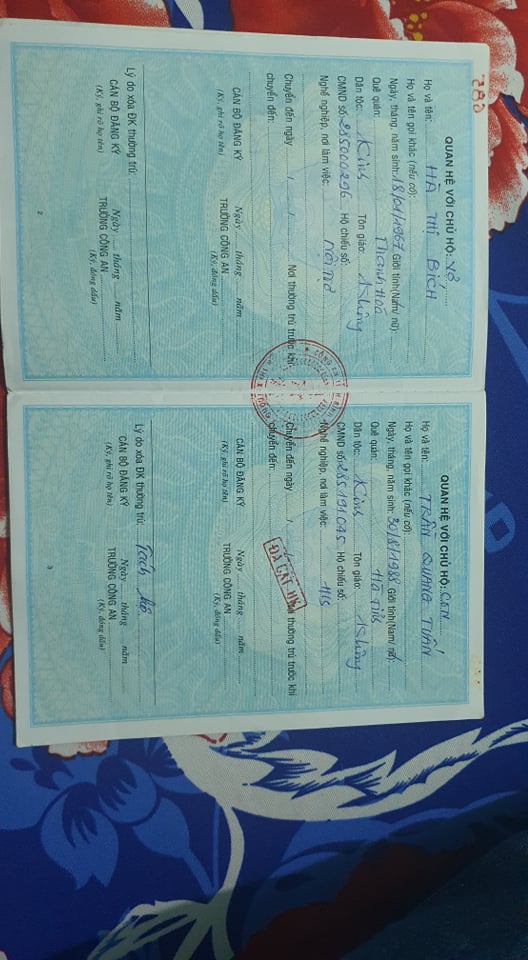 280
QUAN HỆ VỚI CHỦ HỘ: Vợ
Họ và tên: HÀ THỊ BÍCH
Họ và tên gọi khác (nếu có):
Ngày, tháng, năm sinh: 18/01/1967 Giới tính(Nam/ nữ):
Quê quán: Thanh Hoá
Dân tộc: Kinh Tôn giáo: Không
CMND số: 285000296 Hộ chiếu số:
Nghề nghiệp, nơi làm việc: Nội trợ
Chuyển đến ngày / / Nơi thường trú trước khi
chuyển đến:
Ngày ..... tháng ..... năm
CÁN BỘ ĐĂNG KÝ TRƯỞNG CÔNG AN
(Ký, ghi rõ họ tên) (Ký, đóng dấu)
Lý do xóa ĐK thường trú:
Ngày ..... tháng ..... năm
CÁN BỘ ĐĂNG KÝ TRƯỞNG CÔNG AN
(Ký, ghi rõ họ tên) (Ký, đóng dấu)
2
QUAN HỆ VỚI CHỦ HỘ: Con
Họ và tên: TRẦN QUANG TUẤN
Họ và tên gọi khác (nếu có):
Ngày, tháng, năm sinh: 30/8/1988 Giới tính(Nam/ nữ):
Quê quán: Hà Tĩnh
Dân tộc: Kinh Tôn giáo: Không
CMND số: 285191045 Hộ chiếu số:
Nghề nghiệp, nơi làm việc: H/s
Chuyển đến ngày / thường trú trước khi
chuyển đến:
ĐÃ CẮT HK
Ngày ..... tháng ..... năm
CÁN BỘ ĐĂNG KÝ TRƯỞNG CÔNG AN
(Ký, ghi rõ họ tên) (Ký, đóng dấu)
Lý do xóa ĐK thường trú: Tách hộ
Ngày ..... tháng ..... năm
CÁN BỘ ĐĂNG KÝ TRƯỞNG CÔNG AN
(Ký, ghi rõ họ tên) (Ký, đóng dấu)
3